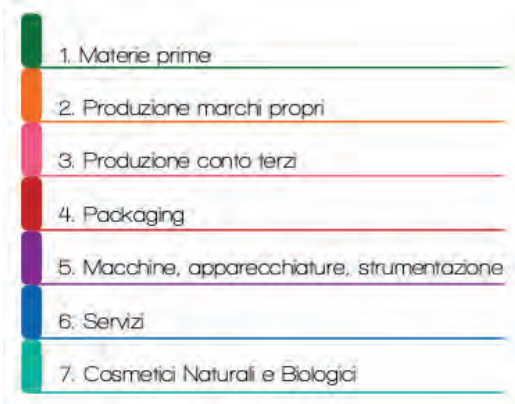 1. Materie prime
2. Produzione marchi propri
3. Produzione conto terzi
4. Packaging
5. Macchine, apparecchiature, strumentazione
6. Servizi
7. Cosmetici Naturali e Biologici